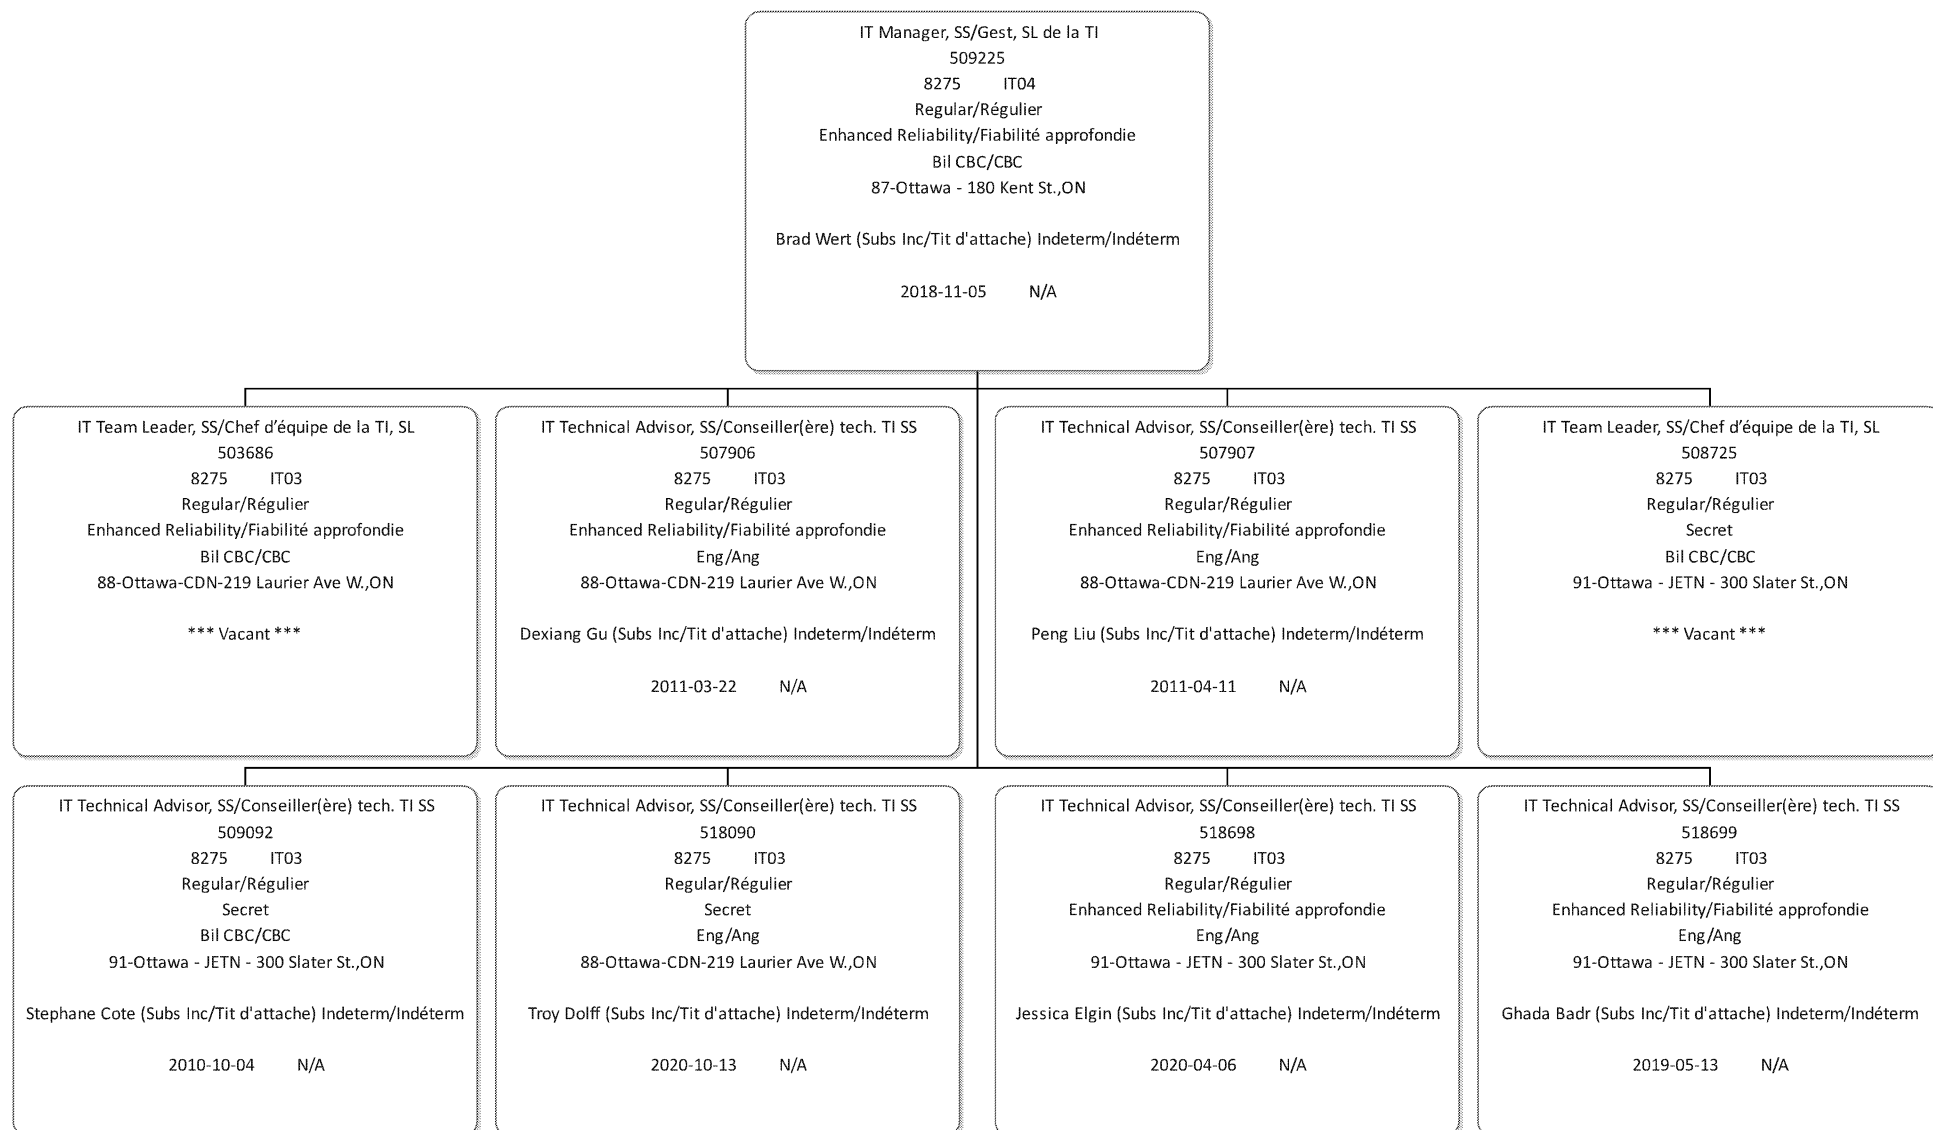 IT Manager, SS/Gest, SL de la TI
509225
8275 IT04
Regular/Régulier
Enhanced Reliability/Fiabilité approfondie
Bil CBC/CBC
87-Ottawa - 180 Kent St.,ON
Brad Wert (Subs Inc/Tit d'attache) Indeterm/Indéterm
2018-11-05 N/A
IT Team Leader, SS/Chef d’équipe de la TI, SL
503686
8275 IT03
Regular/Régulier
Enhanced Reliability/Fiabilité approfondie
Bil CBC/CBC
88-Ottawa-CDN-219 Laurier Ave W.,ON
*** Vacant ***
IT Technical Advisor, SS/Conseiller(ère) tech. TI SS
507906
8275 IT03
Regular/Régulier
Enhanced Reliability/Fiabilité approfondie
Eng/Ang
88-Ottawa-CDN-219 Laurier Ave W.,ON
Dexiang Gu (Subs Inc/Tit d'attache) Indeterm/Indéterm
2011-03-22 N/A
IT Technical Advisor, SS/Conseiller(ère) tech. TI SS
507907
8275 IT03
Regular/Régulier
Enhanced Reliability/Fiabilité approfondie
Eng/Ang
88-Ottawa-CDN-219 Laurier Ave W.,ON
Peng Liu (Subs Inc/Tit d'attache) Indeterm/Indéterm
2011-04-11 N/A
IT Team Leader, SS/Chef d’équipe de la TI, SL
508725
8275 IT03
Regular/Régulier
Secret
Bil CBC/CBC
91-Ottawa - JETN - 300 Slater St.,ON
*** Vacant ***
IT Technical Advisor, SS/Conseiller(ère) tech. TI SS
509092
8275 IT03
Regular/Régulier
Secret
Bil CBC/CBC
91-Ottawa - JETN - 300 Slater St.,ON
Stephane Cote (Subs Inc/Tit d'attache) Indeterm/Indéterm
2010-10-04 N/A
IT Technical Advisor, SS/Conseiller(ère) tech. TI SS
518090
8275 IT03
Regular/Régulier
Secret
Eng/Ang
88-Ottawa-CDN-219 Laurier Ave W.,ON
Troy Dolff (Subs Inc/Tit d'attache) Indeterm/Indéterm
2020-10-13 N/A
IT Technical Advisor, SS/Conseiller(ère) tech. TI SS
518698
8275 IT03
Regular/Régulier
Enhanced Reliability/Fiabilité approfondie
Eng/Ang
91-Ottawa - JETN - 300 Slater St.,ON
Jessica Elgin (Subs Inc/Tit d'attache) Indeterm/Indéterm
2020-04-06 N/A
IT Technical Advisor, SS/Conseiller(ère) tech. TI SS
518699
8275 IT03
Regular/Régulier
Enhanced Reliability/Fiabilité approfondie
Eng/Ang
91-Ottawa - JETN - 300 Slater St.,ON
Ghada Badr (Subs Inc/Tit d'attache) Indeterm/Indéterm
2019-05-13 N/A